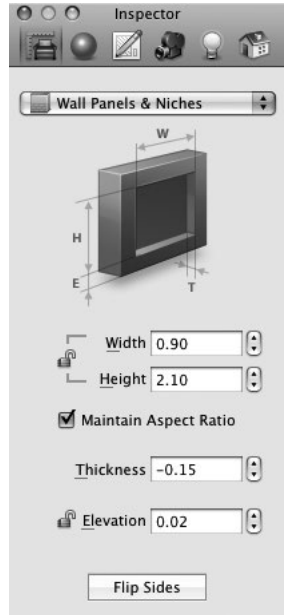 Inspector
Wall Panels & Niches
W
H
E
T
Width 0.90
Height 2.10
Maintain Aspect Ratio
Thickness -0.15
Elevation 0.02
Flip Sides